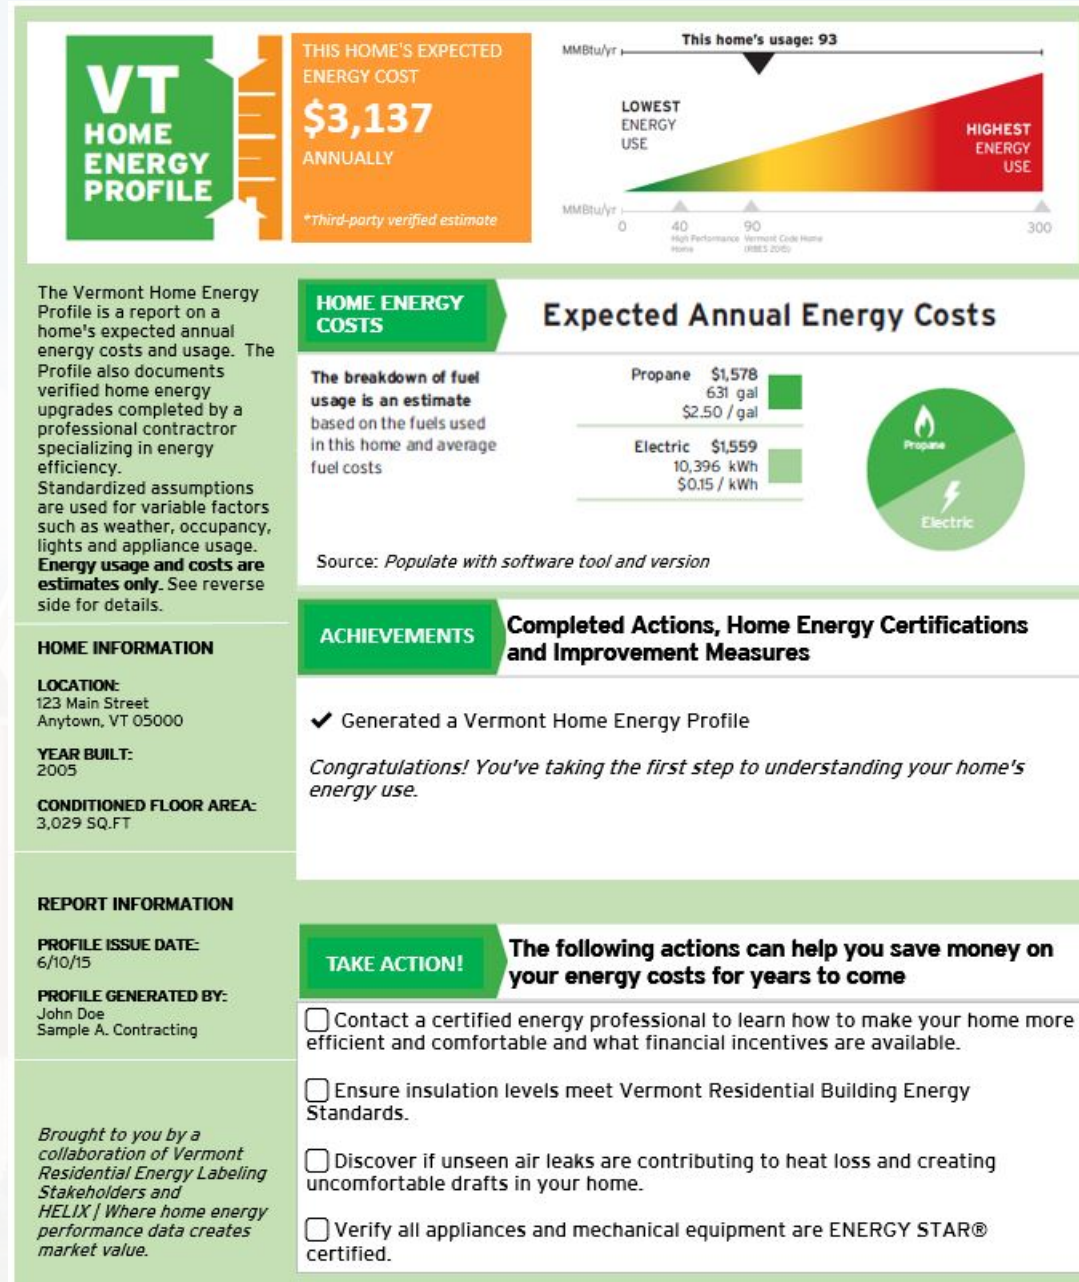 VT
HOME
ENERGY
PROFILE
THIS HOME'S EXPECTED
ENERGY COST
$3,137
ANNUALLY
*Third-party verified estimate
This home's usage: 93
MMBtu/yr
LOWEST
ENERGY
USE
HIGHEST
ENERGY
USE
MMBtu/yr
0
40
High Performance
Home
90
Vermont Code Home
(RBES 2015)
300
The Vermont Home Energy
Profile is a report on a
home's expected annual
energy costs and usage. The
Profile also documents
verified home energy
upgrades completed by a
professional contractror
specializing in energy
efficiency.
Standardized assumptions
are used for variable factors
such as weather, occupancy,
lights and appliance usage.
Energy usage and costs are
estimates only. See reverse
side for details.
HOME INFORMATION
LOCATION:
123 Main Street
Anytown, VT 05000
YEAR BUILT:
2005
CONDITIONED FLOOR AREA:
3,029 SQ.FT
REPORT INFORMATION
PROFILE ISSUE DATE:
6/10/15
PROFILE GENERATED BY:
John Doe
Sample A. Contracting
Brought to you by a
collaboration of Vermont
Residential Energy Labeling
Stakeholders and
HELIX | Where home energy
performance data creates
market value.
HOME ENERGY
COSTS
Expected Annual Energy Costs
The breakdown of fuel
usage is an estimate
based on the fuels used
in this home and average
fuel costs
Propane $1,578
631 gal
$2.50 / gal
Electric $1,559
10,396 kWh
$0.15 / kWh
Propane
Electric
Source: Populate with software tool and version
ACHIEVEMENTS
Completed Actions, Home Energy Certifications
and Improvement Measures
✔ Generated a Vermont Home Energy Profile
Congratulations! You've taking the first step to understanding your home's
energy use.
TAKE ACTION!
The following actions can help you save money on
your energy costs for years to come
Contact a certified energy professional to learn how to make your home more
efficient and comfortable and what financial incentives are available.
Ensure insulation levels meet Vermont Residential Building Energy
Standards.
Discover if unseen air leaks are contributing to heat loss and creating
uncomfortable drafts in your home.
Verify all appliances and mechanical equipment are ENERGY STAR®
certified.